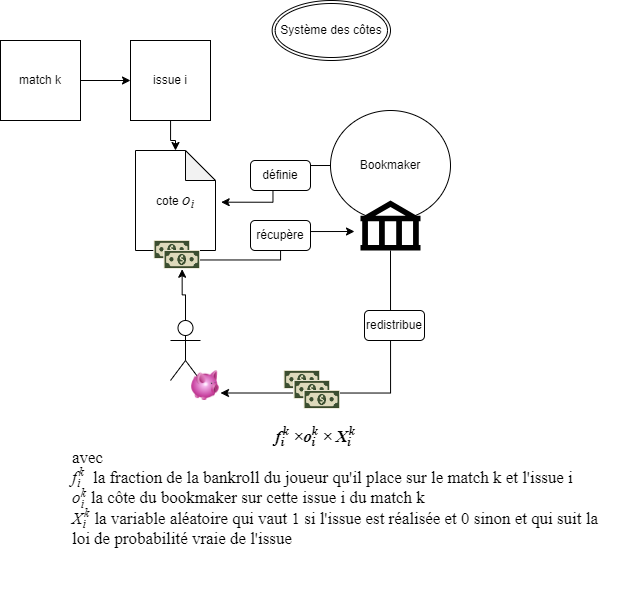 Système des côtes
match k
issue i
définie
Bookmaker
cote o_i
récupère
redistribue
f_i^k ×o_i^k × X_i^k
avec
f_i^k la fraction de la bankroll du joueur qu'il place sur le match k et l'issue i
o_i^k la côte du bookmaker sur cette issue i du match k
X_i^k la variable aléatoire qui vaut 1 si l'issue est réalisée et 0 sinon et qui suit la
loi de probabilité vraie de l'issue